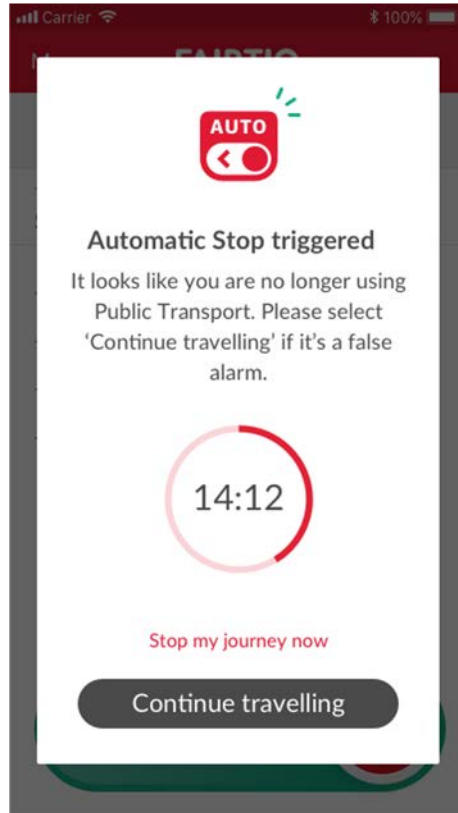 Carrier
100%
AUTO
Automatic Stop triggered
It looks like you are no longer using
Public Transport. Please select
‘Continue travelling’ if it’s a false
alarm.
14:12
Stop my journey now
Continue travelling